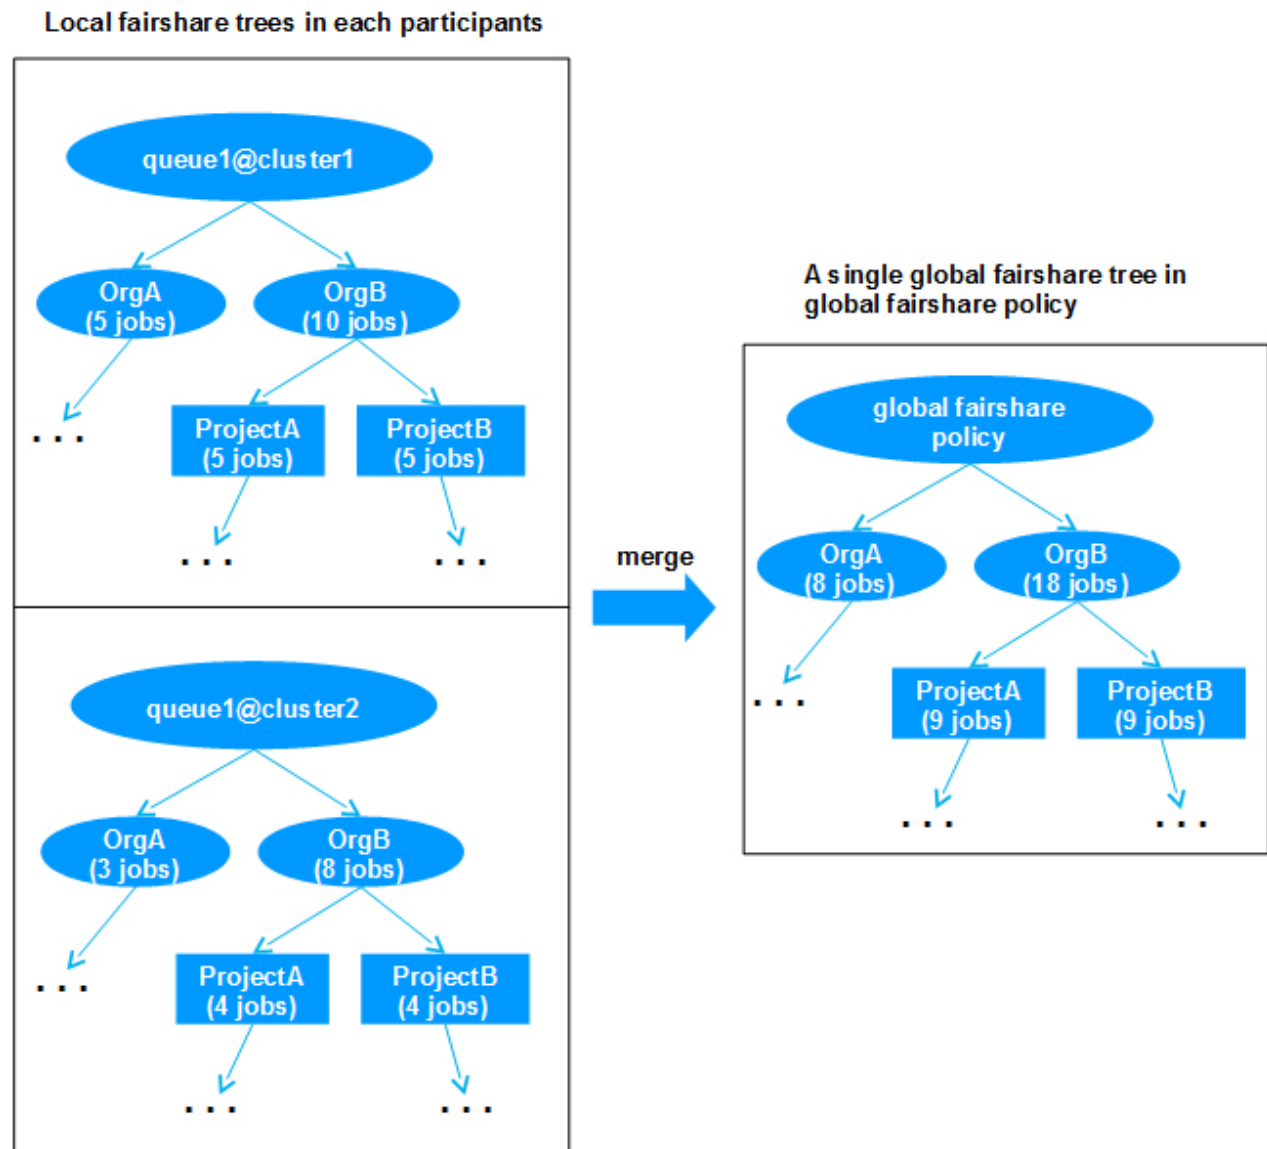 Local fairshare trees in each participants
queue1@cluster1
OrgA
(5 jobs)
OrgB
(10 jobs)
. . .
ProjectA
(5 jobs)
ProjectB
(5 jobs)
. . .
. . .
queue1@cluster2
OrgA
(3 jobs)
OrgB
(8 jobs)
. . .
ProjectA
(4 jobs)
ProjectB
(4 jobs)
. . .
. . .
merge
A single global fairshare tree in
global fairshare policy
global fairshare
policy
OrgA
(8 jobs)
OrgB
(18 jobs)
. . .
ProjectA
(9 jobs)
ProjectB
(9 jobs)
. . .
. . .